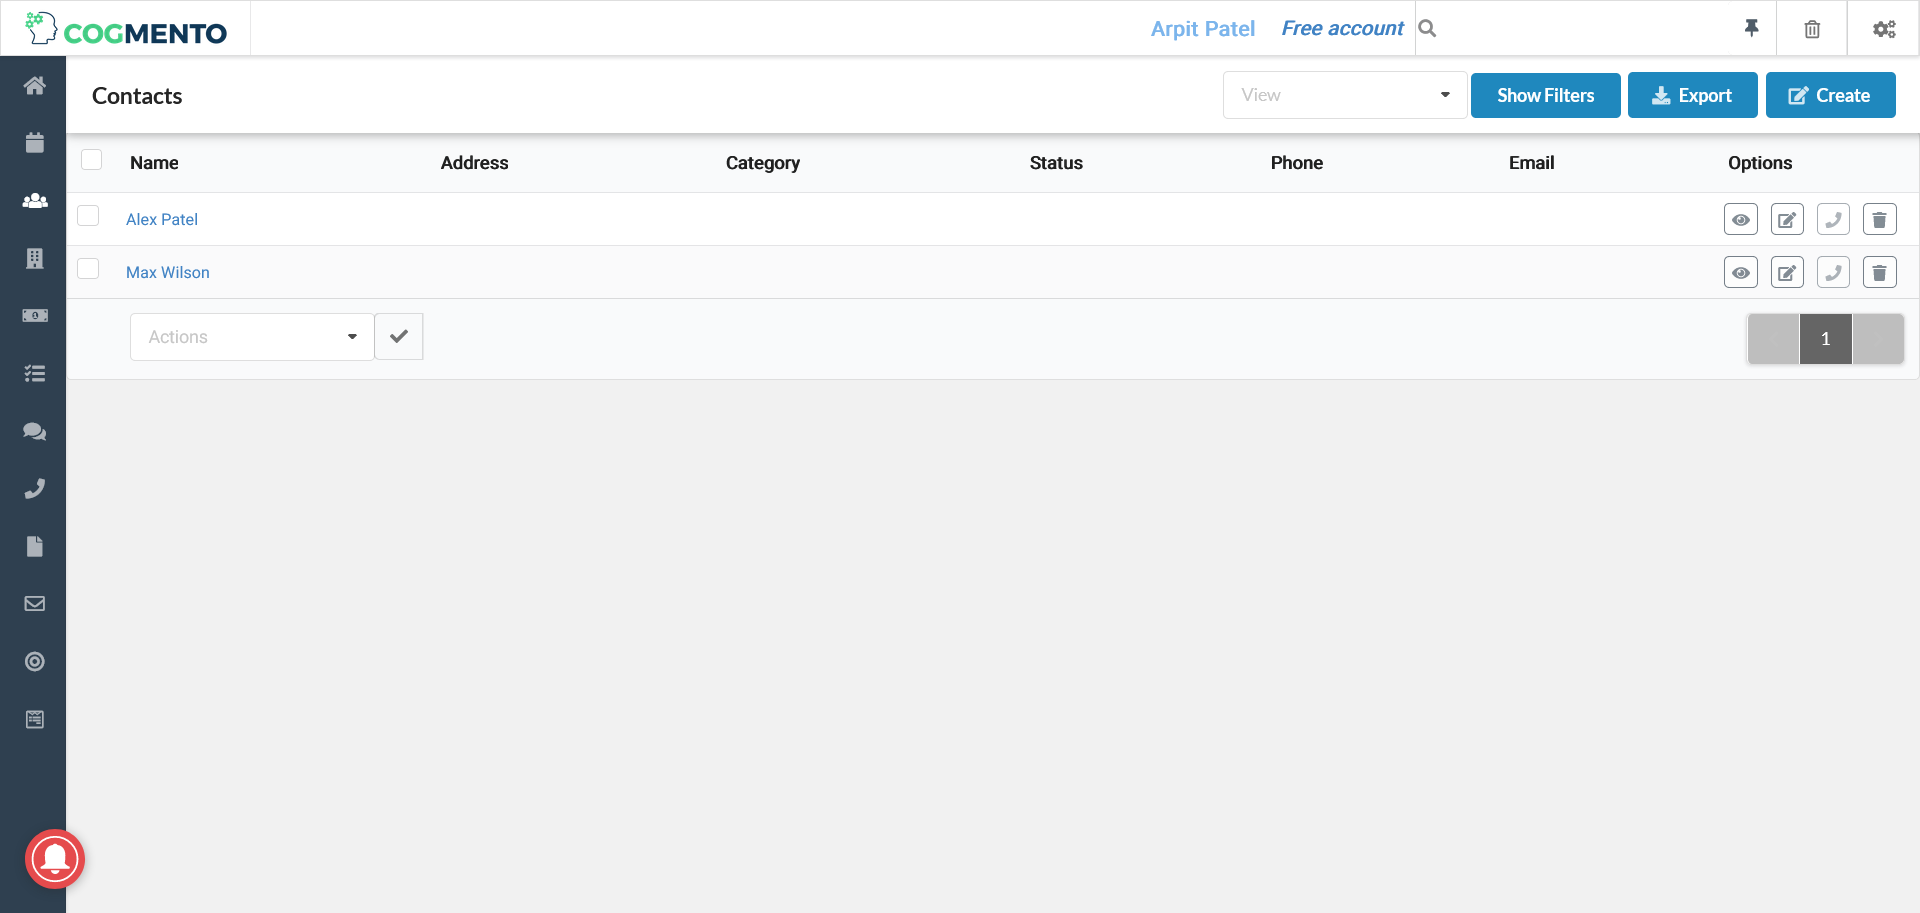 COGMENTO
Arpit Patel
Free account
Contacts
View
Show Filters
Export
Create
Name Address Category Status Phone Email Options
Alex Patel
Max Wilson
Actions
1